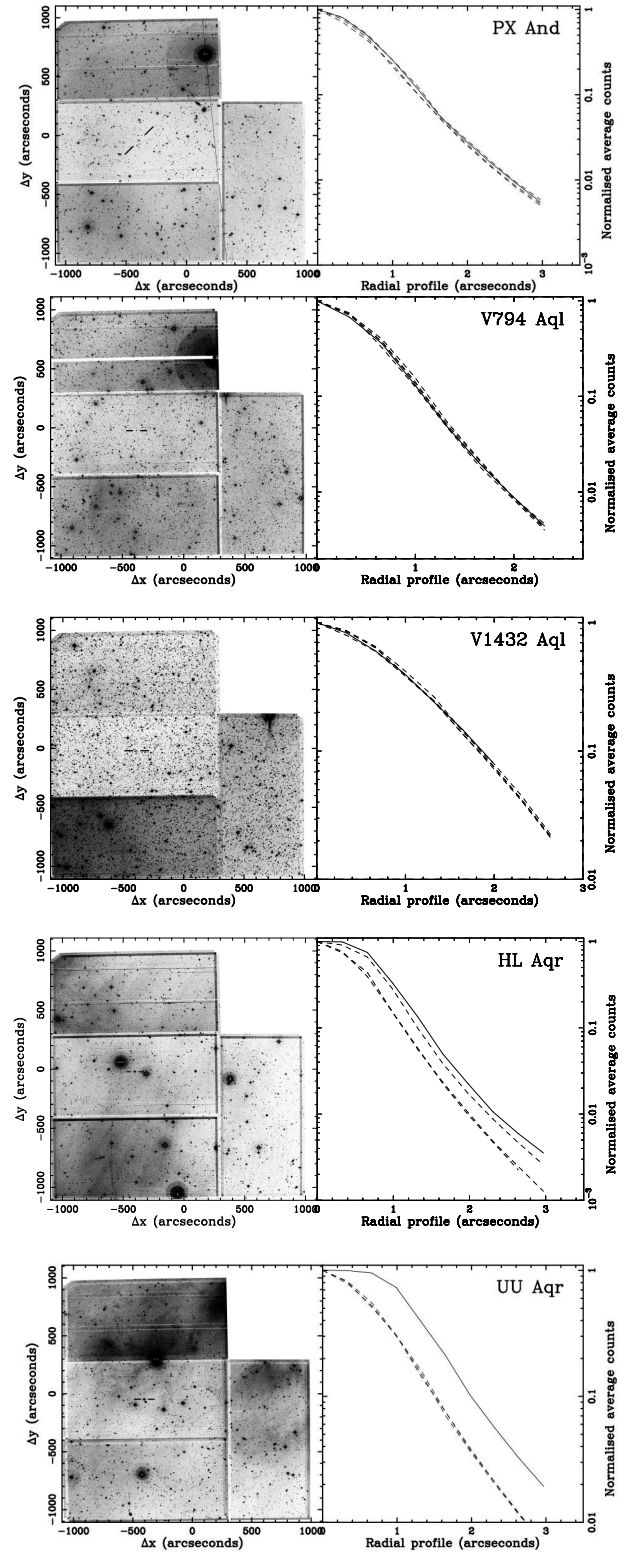 PX And
1000
500
0
−500
−1000
Δy (arcseconds)
−1000 −500 0 500 1000
Δx (arcseconds)
0 1 2 3
Radial profile (arcseconds)
1
0.1
0.01
10⁻³
Normalised average counts
V794 Aql
1000
500
0
−500
−1000
Δy (arcseconds)
−1000 −500 0 500 1000
Δx (arcseconds)
0 1 2
Radial profile (arcseconds)
1
0.1
0.01
Normalised average counts
V1432 Aql
1000
500
0
−500
−1000
Δy (arcseconds)
−1000 −500 0 500 1000
Δx (arcseconds)
0 1 2 3
Radial profile (arcseconds)
1
0.1
0.01
Normalised average counts
HL Aqr
1000
500
0
−500
−1000
Δy (arcseconds)
−1000 −500 0 500 1000
Δx (arcseconds)
0 1 2 3
Radial profile (arcseconds)
1
0.1
0.01
10⁻³
Normalised average counts
UU Aqr
1000
500
0
−500
−1000
Δy (arcseconds)
−1000 −500 0 500 1000
Δx (arcseconds)
0 1 2 3
Radial profile (arcseconds)
1
0.1
0.01
Normalised average counts